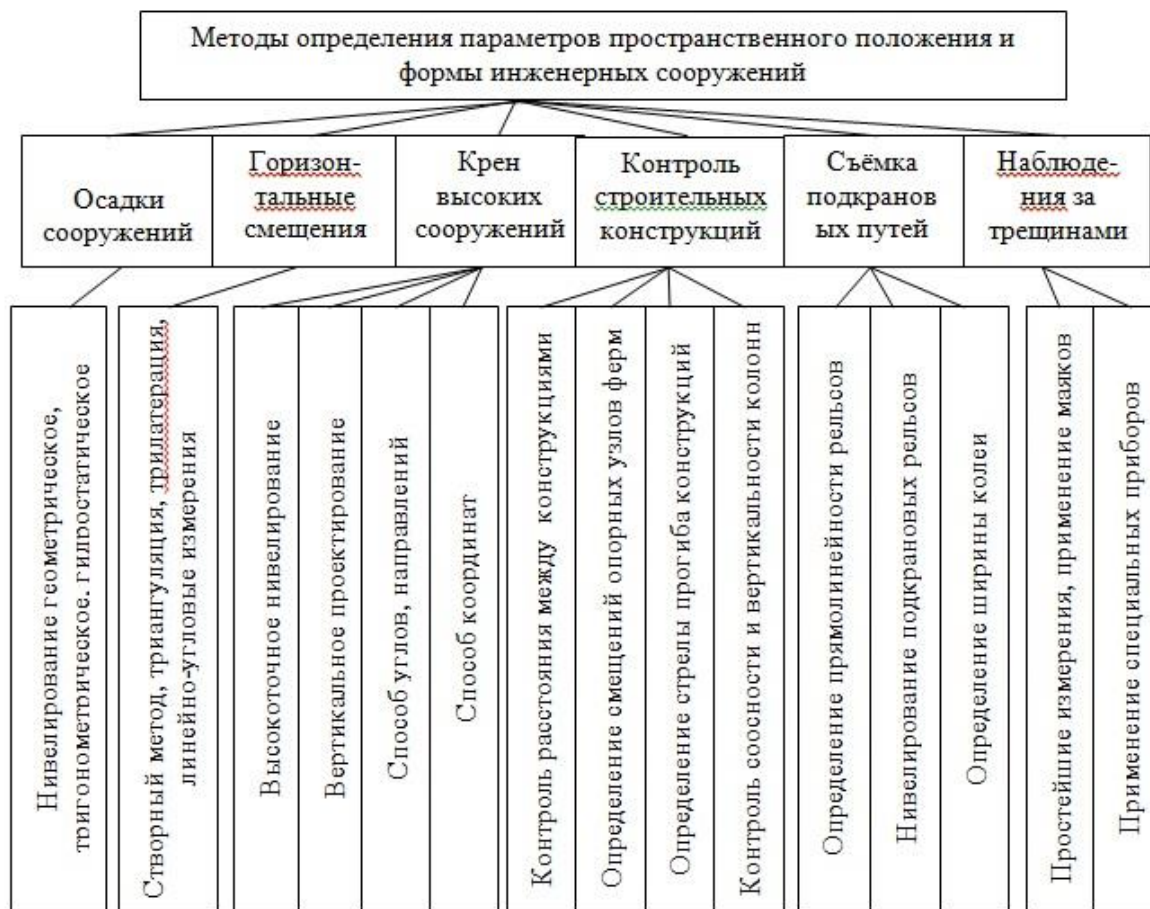 Методы определения параметров пространственного положения и
формы инженерных сооружений
Осадки
сооружений
Горизон-
тальные
смещения
Крен
высоких
сооружений
Контроль
строительных
конструкций
Съёмка
подкранов
ых путей
Наблюде-
ния за
трещинами
Нивелирование геометрическое,
тригонометрическое. гилростатическое
Створный метод, триангуляция, трилатерация,
линейно-угловые измерения
Высокоточное нивелирование
Вертикальное проектирование
Способ углов, направлений
Способ координат
Контроль расстояния между конструкциями
Определение смещений опорных узлов ферм
Определение стрелы прогиба конструкций
Контроль соосности и вертикальности колонн
Определение прямолинейности рельсов
Нивелирование подкрановых рельсов
Определение ширины колеи
Простейшие измерения, применение маяков
Применение специальных приборов